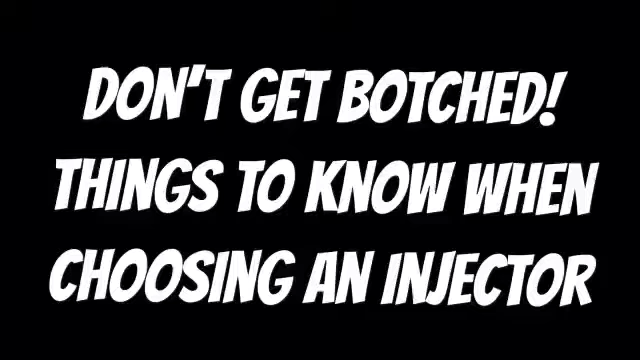 DON'T GET BOTCHED!
THINGS TO KNOW WHEN
CHOOSING AN INJECTOR